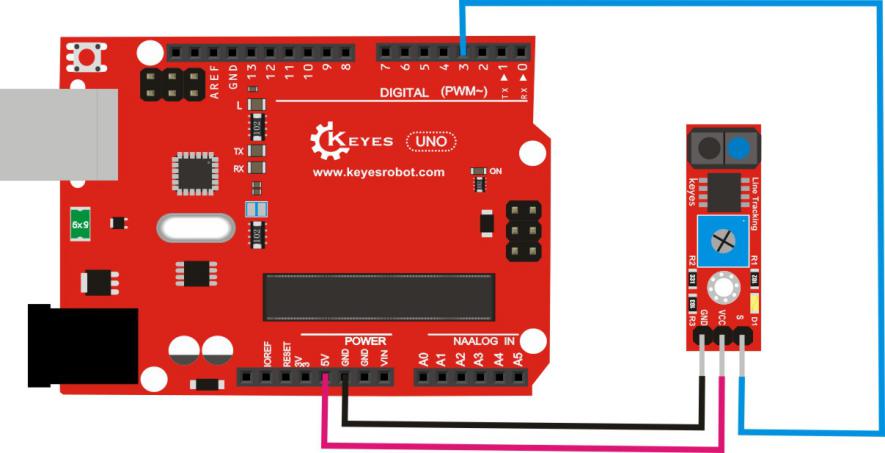 AREF
GND
13
12
11
10
9
8
7
6
5
4
3
2
TX ▶ 1
RX ▶ 0
DIGITAL (PWM~)
L
102
TX
RX
KEYES UNO
www.keyesrobot.com
ON
6x9
102
POWER
NAALOG IN
IOREF
RESET
3V3
5V
GND
GND
VIN
A0
A1
A2
A3
A4
A5
keyes
Line Tracking
R2
R1
331
R3
D1
GND
VCC
S